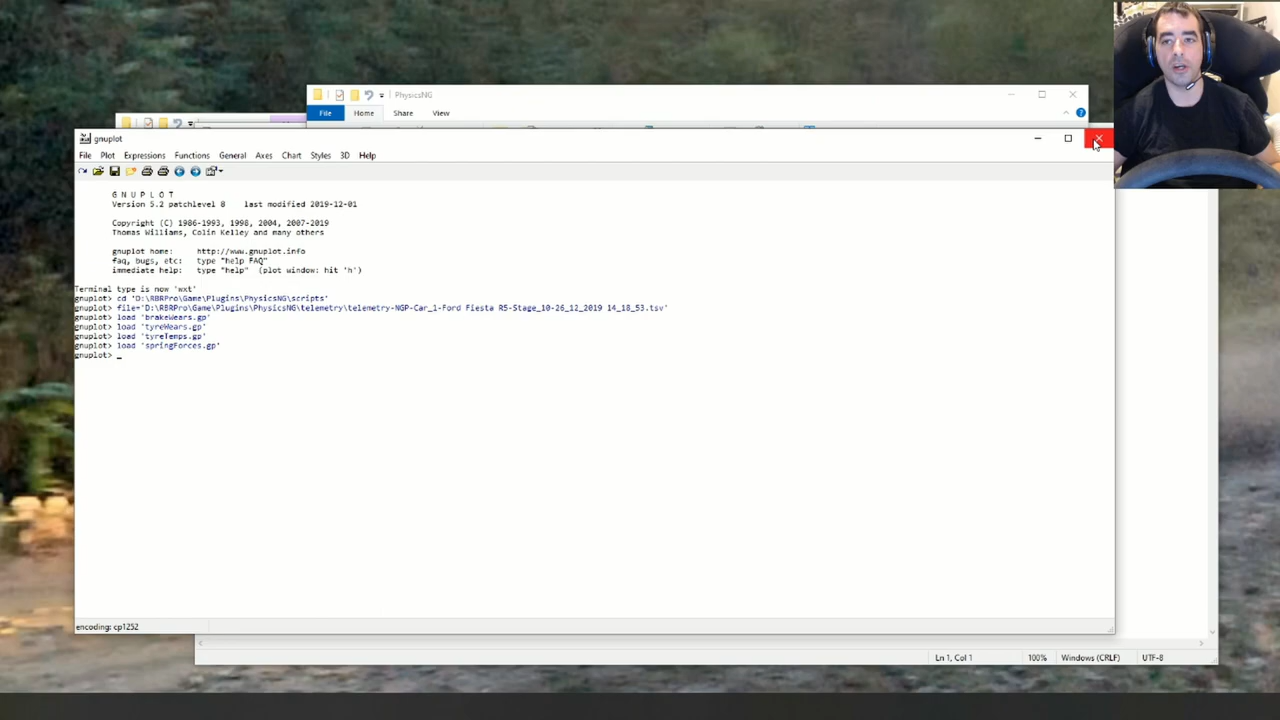 PhysicsNG
File Home Share View
gnuplot
File Plot Expressions Functions General Axes Chart Styles 3D Help
G N U P L O T
Version 5.2 patchlevel 8 last modified 2019-12-01
Copyright (C) 1986-1993, 1998, 2004, 2007-2019
Thomas Williams, Colin Kelley and many others
gnuplot home: http://www.gnuplot.info
faq, bugs, etc: type "help FAQ"
immediate help: type "help" (plot window: hit 'h')
Terminal type is now 'wxt'
gnuplot> cd 'D:\RBRPro\Game\Plugins\PhysicsNG\scripts'
gnuplot> file='D:\RBRPro\Game\Plugins\PhysicsNG\telemetry\telemetry-NGP-Car_1-Ford Fiesta R5-Stage_10-26_12_2019 14_18_53.tsv'
gnuplot> load 'brakeWears.gp'
gnuplot> load 'tyreWears.gp'
gnuplot> load 'tyreTemps.gp'
gnuplot> load 'springForces.gp'
gnuplot> _
encoding: cp1252
Ln 1, Col 1 100% Windows (CRLF) UTF-8